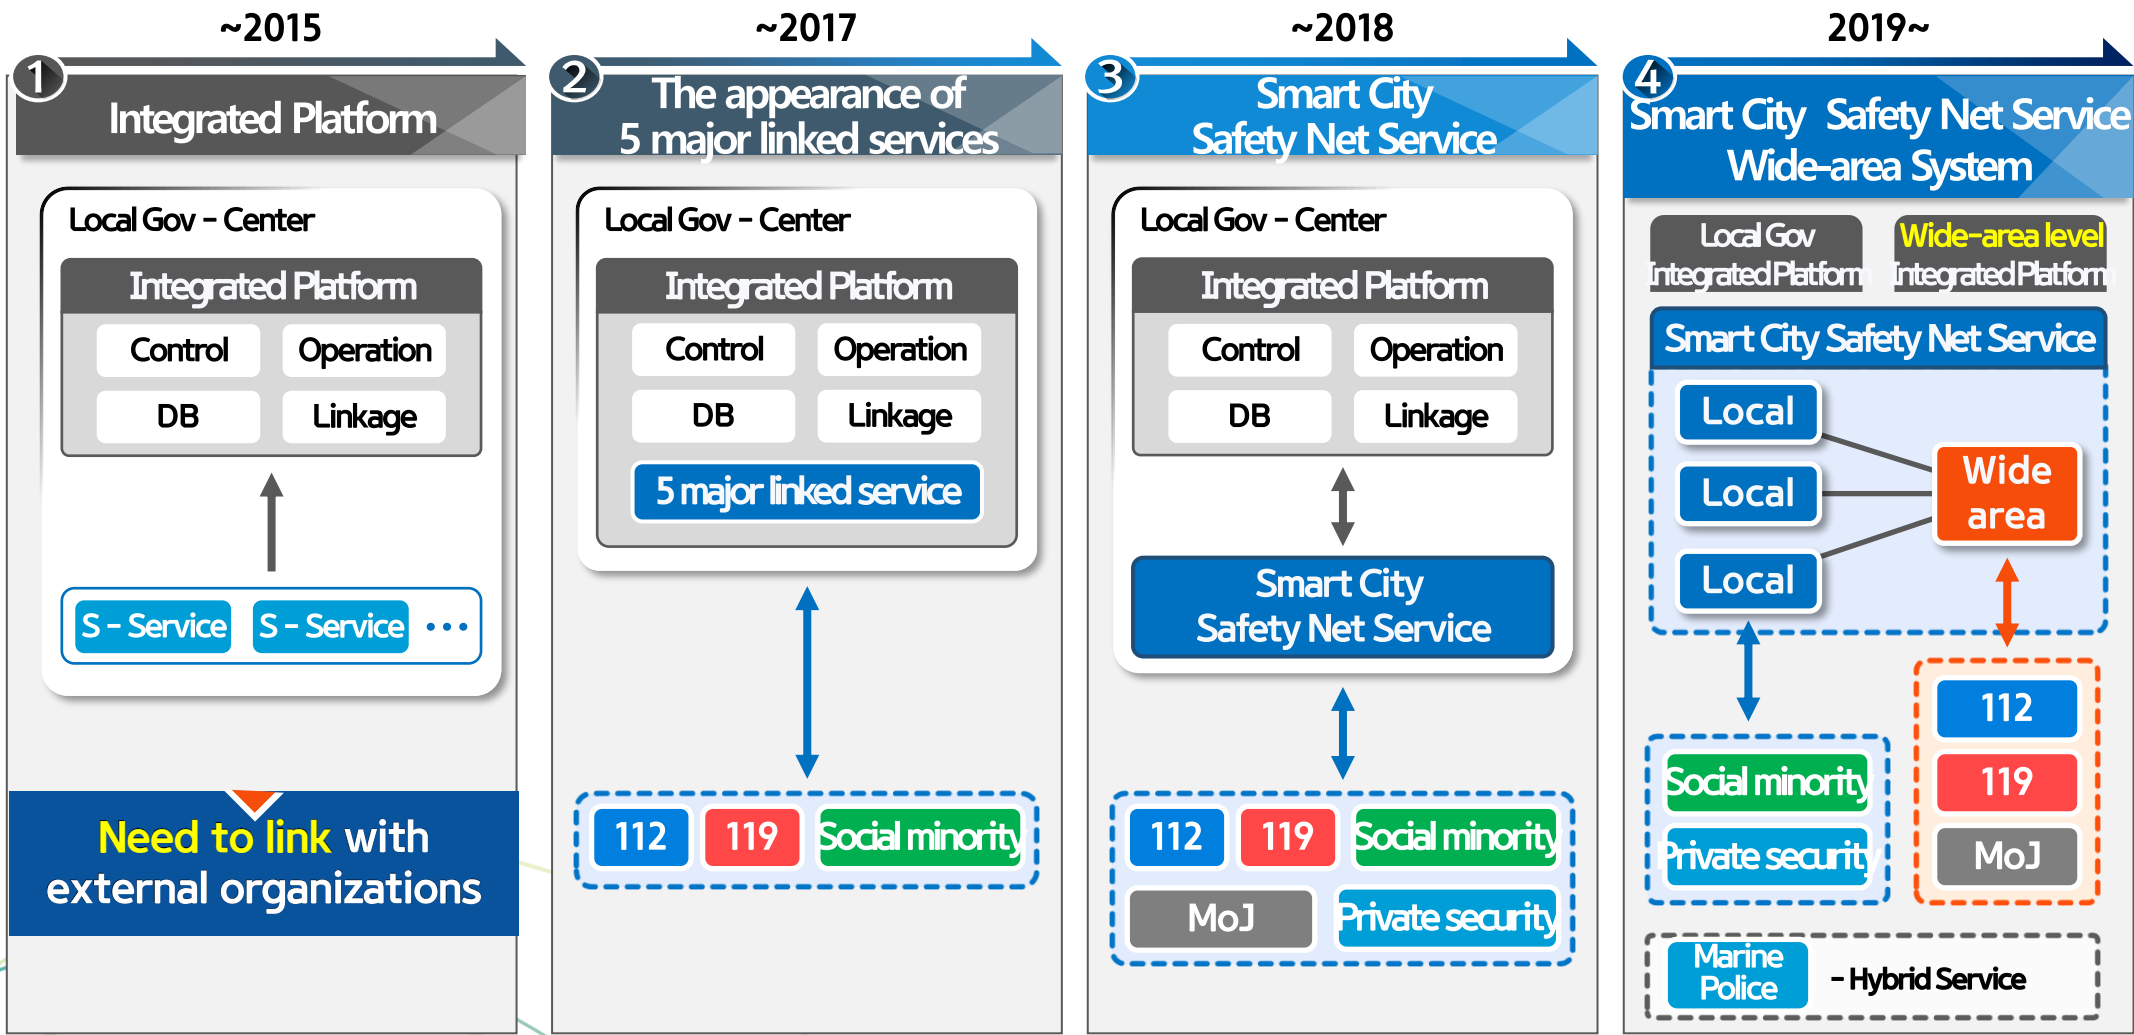 ~2015
1
Integrated Platform
Local Gov - Center
Integrated Platform
Control
Operation
DB
Linkage
S - Service
S - Service
...
Need to link with
external organizations
~2017
2
The appearance of
5 major linked services
Local Gov - Center
Integrated Platform
Control
Operation
DB
Linkage
5 major linked service
112
119
Social minority
~2018
3
Smart City
Safety Net Service
Local Gov - Center
Integrated Platform
Control
Operation
DB
Linkage
Smart City
Safety Net Service
112
119
Social minority
MoJ
Private security
2019~
4
Smart City Safety Net Service
Wide-area System
Local Gov
Integrated Platform
Wide-area level
Integrated Platform
Smart City Safety Net Service
Local
Local
Local
Wide
area
Social minority
Private security
112
119
MoJ
Marine
Police
- Hybrid Service